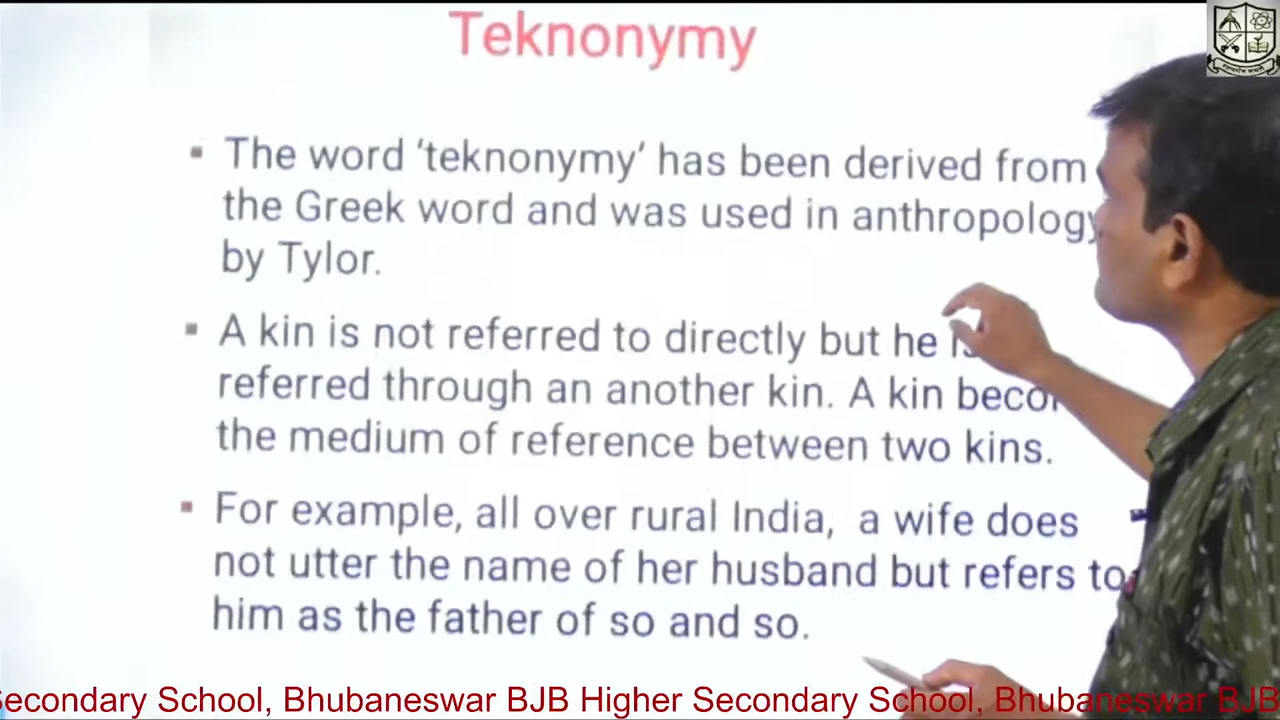 Teknonymy
▪ The word ‘teknonymy’ has been derived from
the Greek word and was used in anthropology
by Tylor.
▪ A kin is not referred to directly but he is
referred through an another kin. A kin becom
the medium of reference between two kins.
▪ For example, all over rural India, a wife does
not utter the name of her husband but refers to
him as the father of so and so.
Secondary School, Bhubaneswar BJB Higher Secondary School, Bhubaneswar BJB